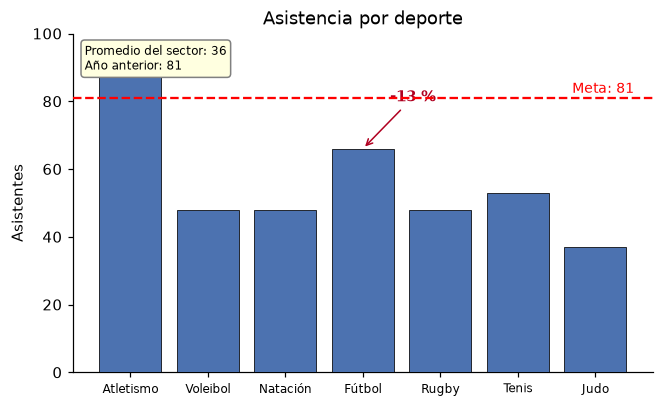 Asistencia por deporte
Asistentes
100
80
60
40
20
0
Promedio del sector: 36
Año anterior: 81
Meta: 81
-13 %
Atletismo
Voleibol
Natación
Fútbol
Rugby
Tenis
Judo